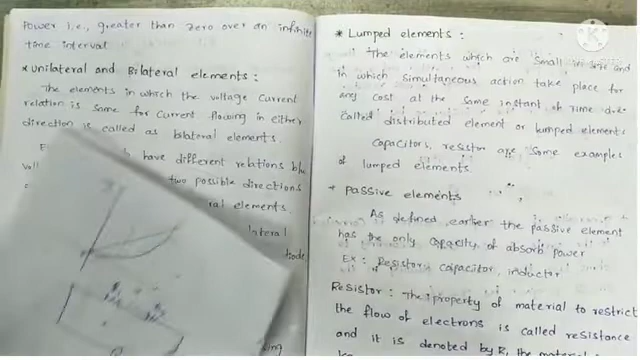 Power i.e., greater than zero over an infinite
time interval
* unilateral and Bilateral elements :
The elements in which the voltage current
relation is same for current flowing in either
direction is called as bilateral elements.
have different relations b/w
two possible directions
elements.
* Lumped elements :
The elements which are small in size and
in which simultaneous action take place for
any cost at the same instant of time
called distributed element or lumped elements
Capacitors, resistor are some examples
of lumped elements.
* passive elements
As defined earlier the passive element
has the only capacity of absorb power
Ex : Resistor, capacitor, inductor
Resistor : The property of material to restrict
the flow of electrons is called resistance
and it is denoted by R, the material